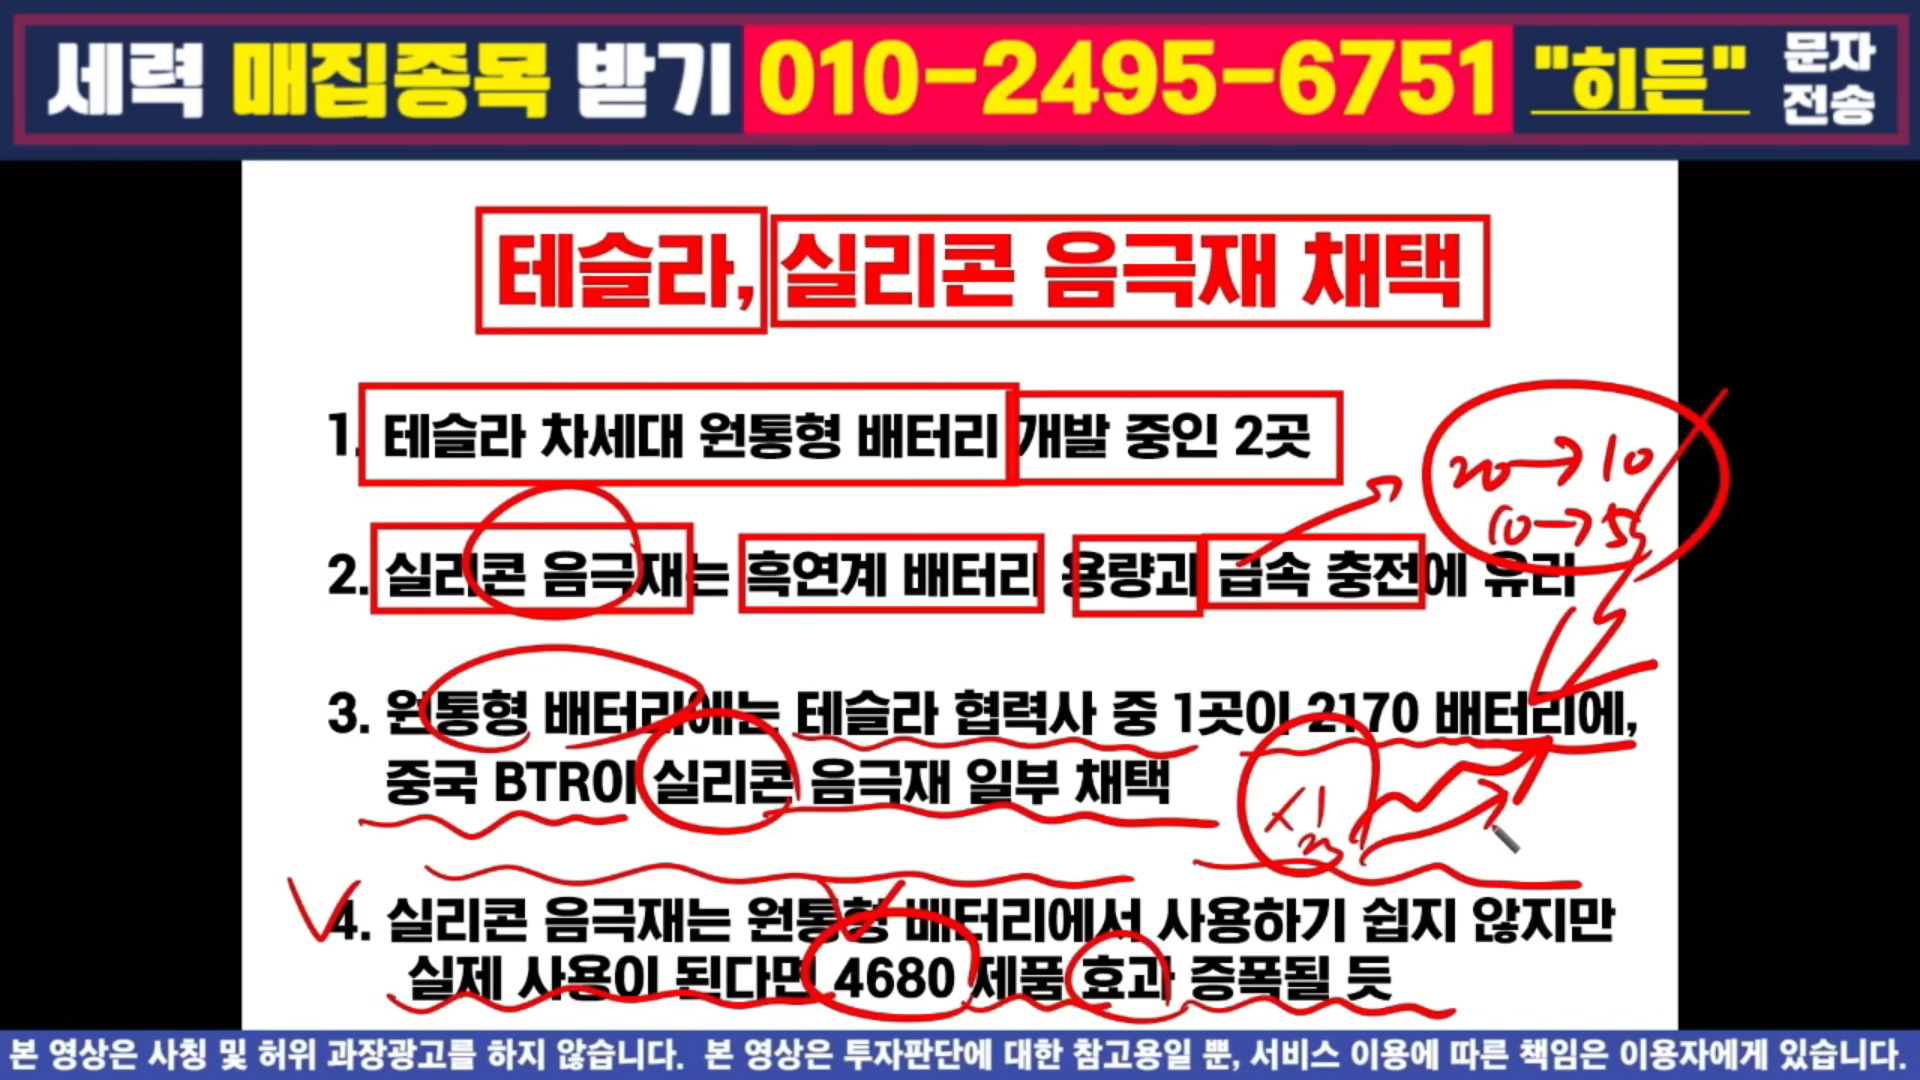 세력 매집종목 받기 010-2495-6751 "히든" 문자 전송
테슬라, 실리콘 음극재 채택
1. 테슬라 차세대 원통형 배터리 개발 중인 2곳
20→10
10→5
2. 실리콘 음극재는 흑연계 배터리 용량과 급속 충전에 유리
3. 원통형 배터리에는 테슬라 협력사 중 1곳이 2170 배터리에,
중국 BTR이 실리콘 음극재 일부 채택
4. 실리콘 음극재는 원통형 배터리에서 사용하기 쉽지 않지만
실제 사용이 된다면 4680 제품 효과 증폭될 듯
본 영상은 사칭 및 허위 과장광고를 하지 않습니다. 본 영상은 투자판단에 대한 참고용일 뿐, 서비스 이용에 따른 책임은 이용자에게 있습니다.